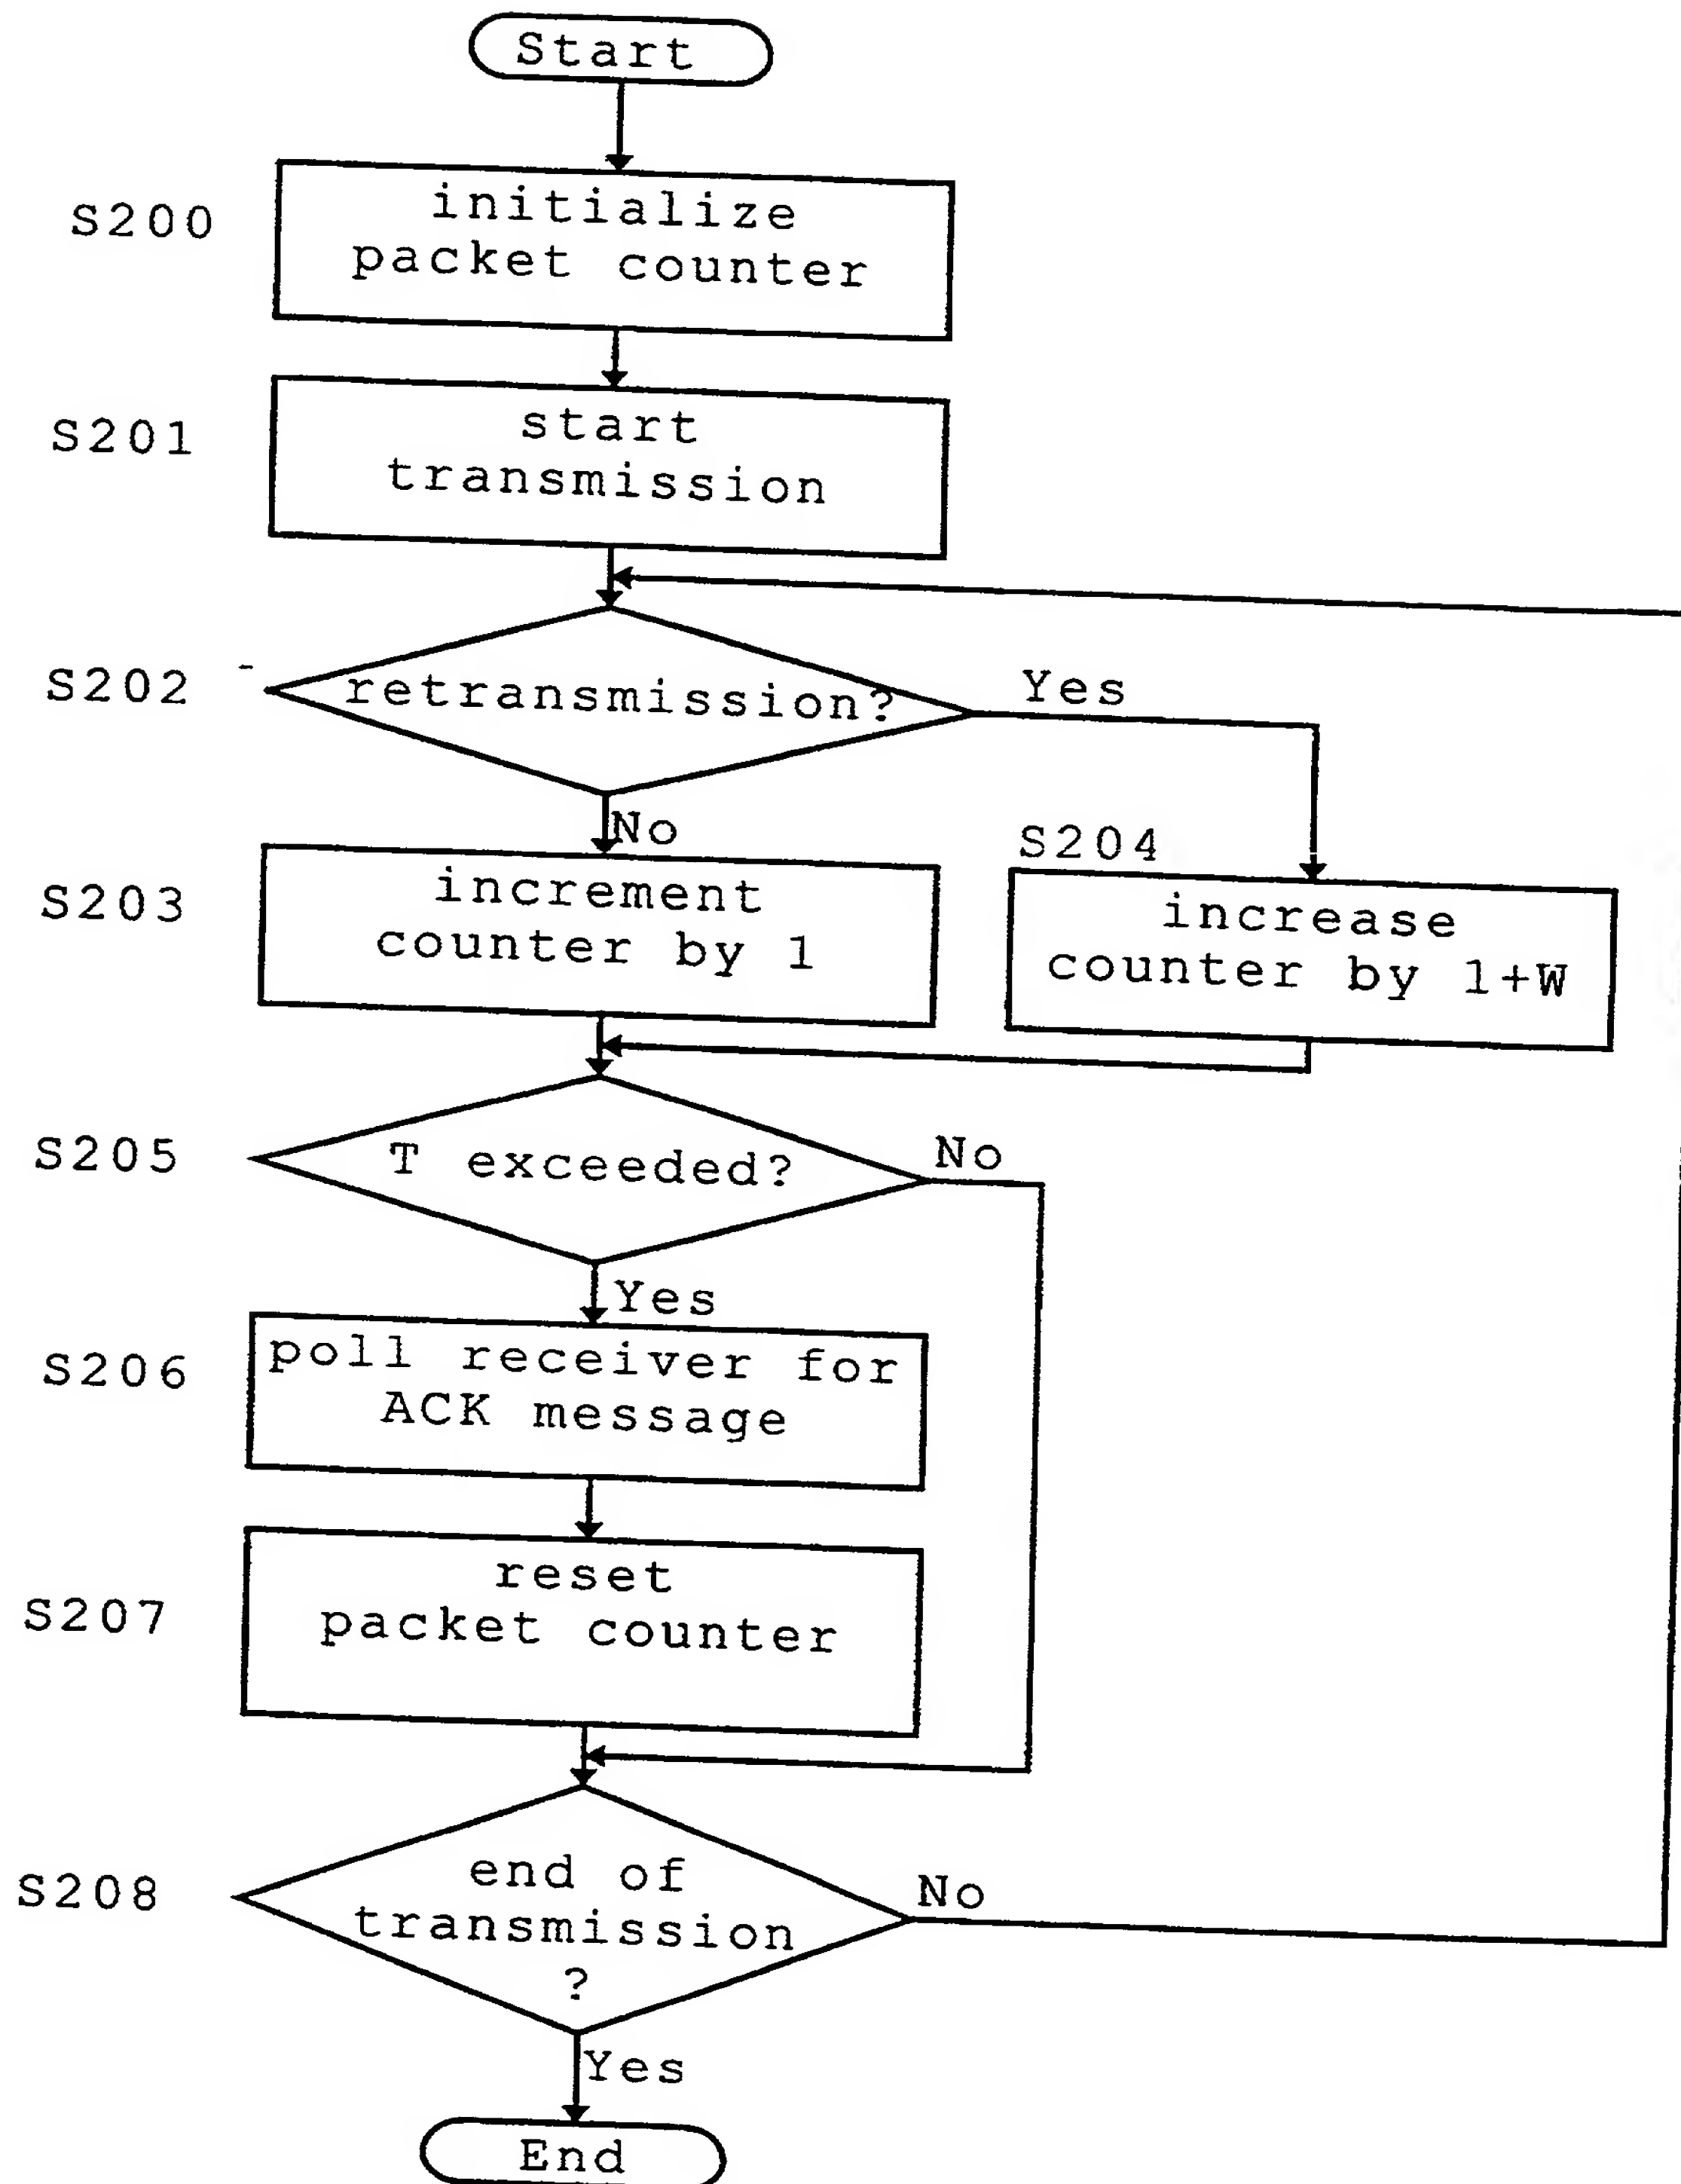 Start
S200
initialize
packet counter
S201
start
transmission
S202
retransmission?
Yes
No
S203
increment
counter by 1
S204
increase
counter by 1+W
S205
T exceeded?
No
Yes
S206
poll receiver for
ACK message
S207
reset
packet counter
S208
end of
transmission
?
No
Yes
End